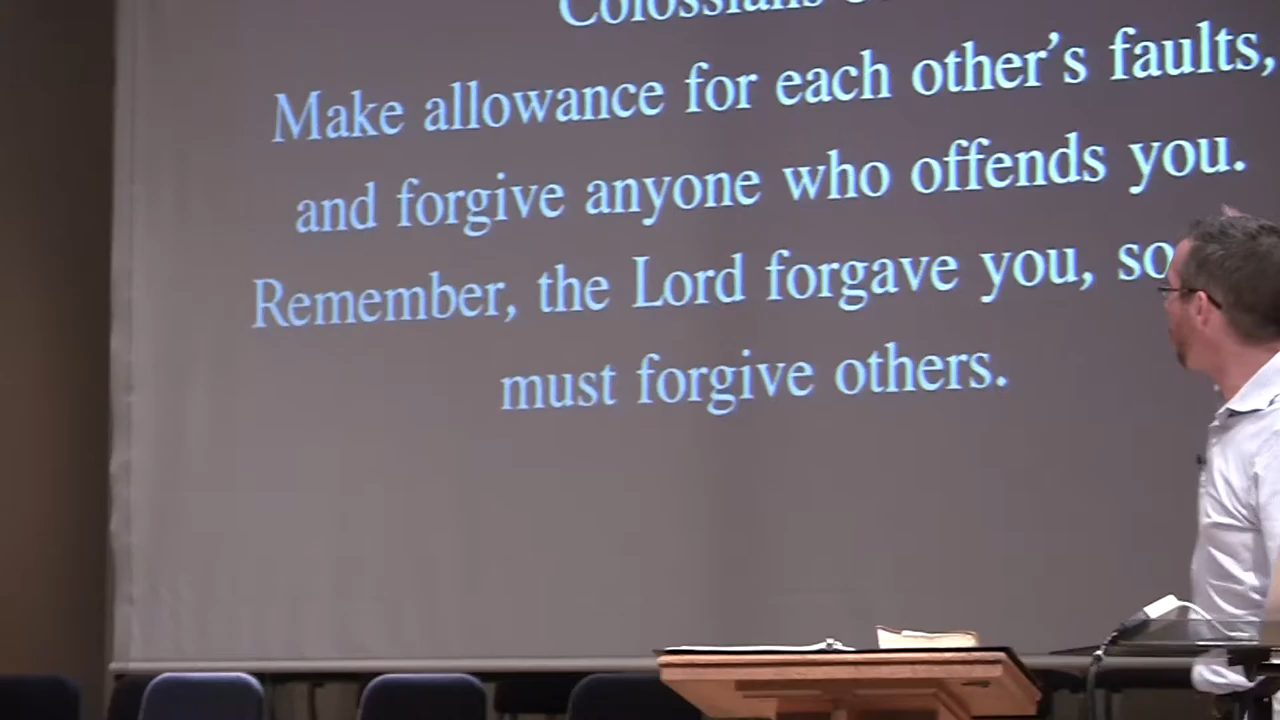 Colossians
Make allowance for each other's faults,
and forgive anyone who offends you.
Remember, the Lord forgave you, so
must forgive others.